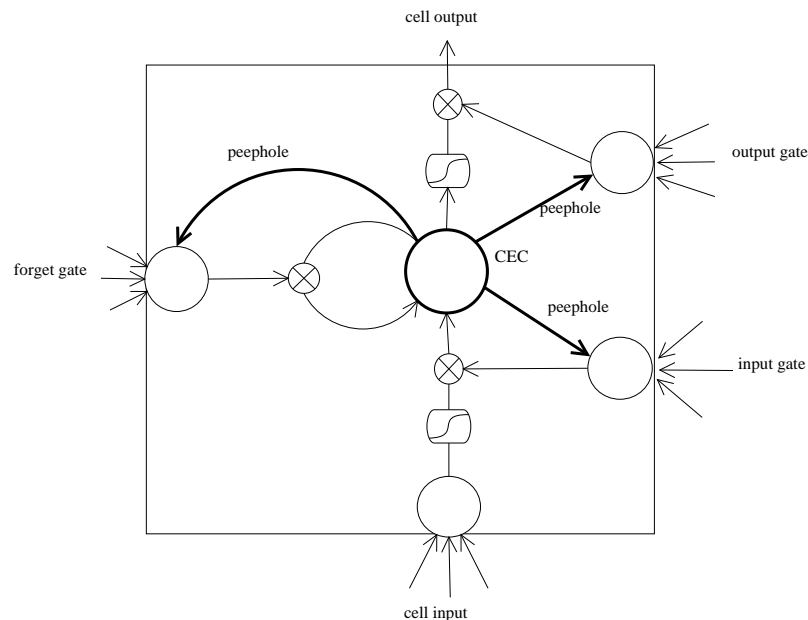 cell output
peephole
output gate
peephole
forget gate
CEC
peephole
input gate
cell input